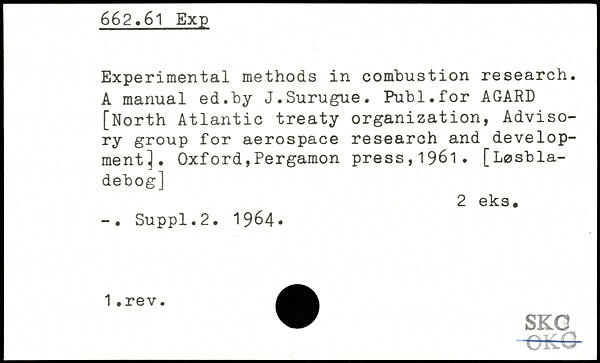 662.61 Exp
Experimental methods in combustion research.
A manual ed.by J.Surugue. Publ.for AGARD
[North Atlantic treaty organization, Adviso-
ry group for aerospace research and develop-
ment]. Oxford,Pergamon press,1961. [Løsbla-
debog]
2 eks.
-. Suppl.2. 1964.
1.rev.
SKC
OKC